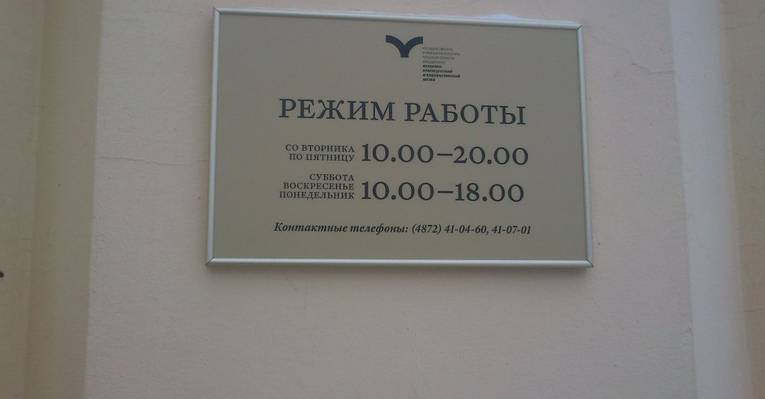 РЕЖИМ РАБОТЫ
СО ВТОРНИКА
ПО ПЯТНИЦУ 10.00–20.00
СУББОТА
ВОСКРЕСЕНЬЕ
ПОНЕДЕЛЬНИК 10.00–18.00
Контактные телефоны: (4872) 41-04-60, 41-07-01